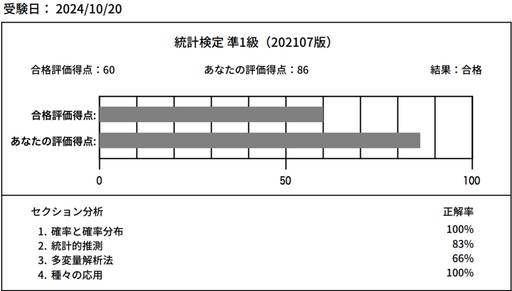 受験日： 2024/10/20
統計検定 準1級（202107版）
合格評価得点：60 あなたの評価得点：86 結果：合格
合格評価得点:
あなたの評価得点:
0 50 100
セクション分析 正解率
1. 確率と確率分布 100%
2. 統計的推測 83%
3. 多変量解析法 66%
4. 種々の応用 100%